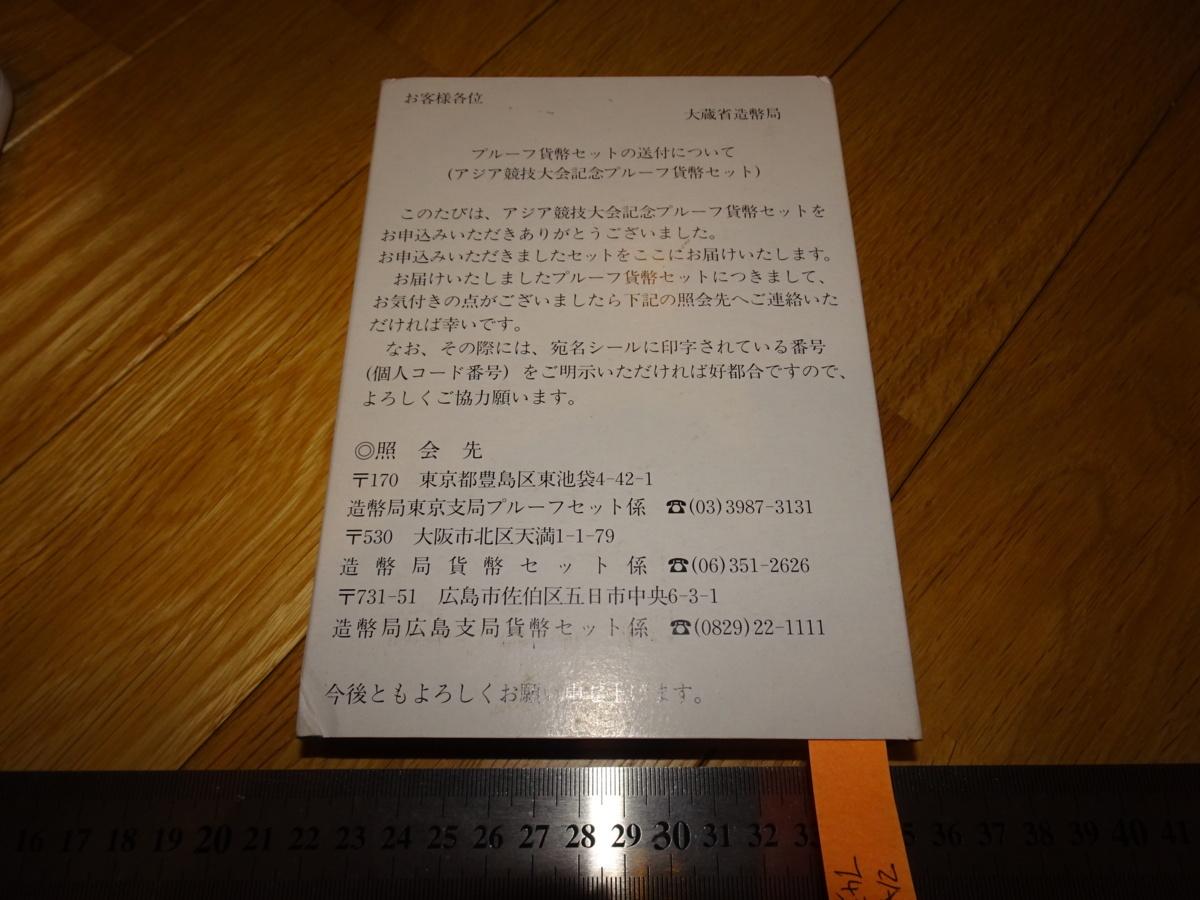 お客様各位
大蔵省造幣局
プルーフ貨幣セットの送付について
(アジア競技大会記念プルーフ貨幣セット)
このたびは、アジア競技大会記念プルーフ貨幣セットを
お申込みいただきありがとうございました。
お申込みいただきましたセットをここにお届けいたします。
お届けいたしましたプルーフ貨幣セットにつきまして、
お気付きの点がございましたら下記の照会先へご連絡いた
だければ幸いです。
なお、その際には、宛名シールに印字されている番号
(個人コード番号) をご明示いただければ好都合ですので、
よろしくご協力願います。
◎照 会 先
〒170 東京都豊島区東池袋4-42-1
造幣局東京支局プルーフセット係 ☎(03)3987-3131
〒530 大阪市北区天満1-1-79
造幣局貨幣セット係 ☎(06)351-2626
〒731-51 広島市佐伯区五日市中央6-3-1
造幣局広島支局貨幣セット係 ☎(0829)22-1111
今後ともよろしくお願い申し上げます。
16 17 18 19 20 21 22 23 24 25 26 27 28 29 30 31 32 36 37 38 39 40 41